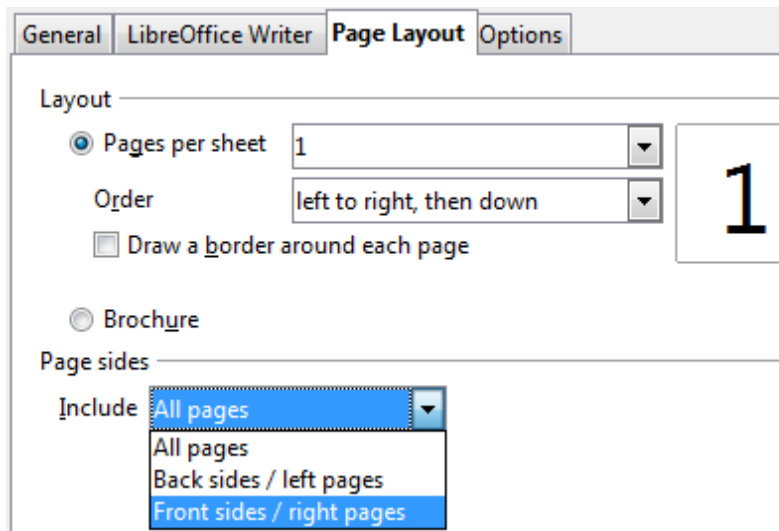 General LibreOffice Writer Page Layout Options
Layout
Pages per sheet 1
1
Order left to right, then down
Draw a border around each page
Brochure
Page sides
Include All pages
All pages
Back sides / left pages
Front sides / right pages